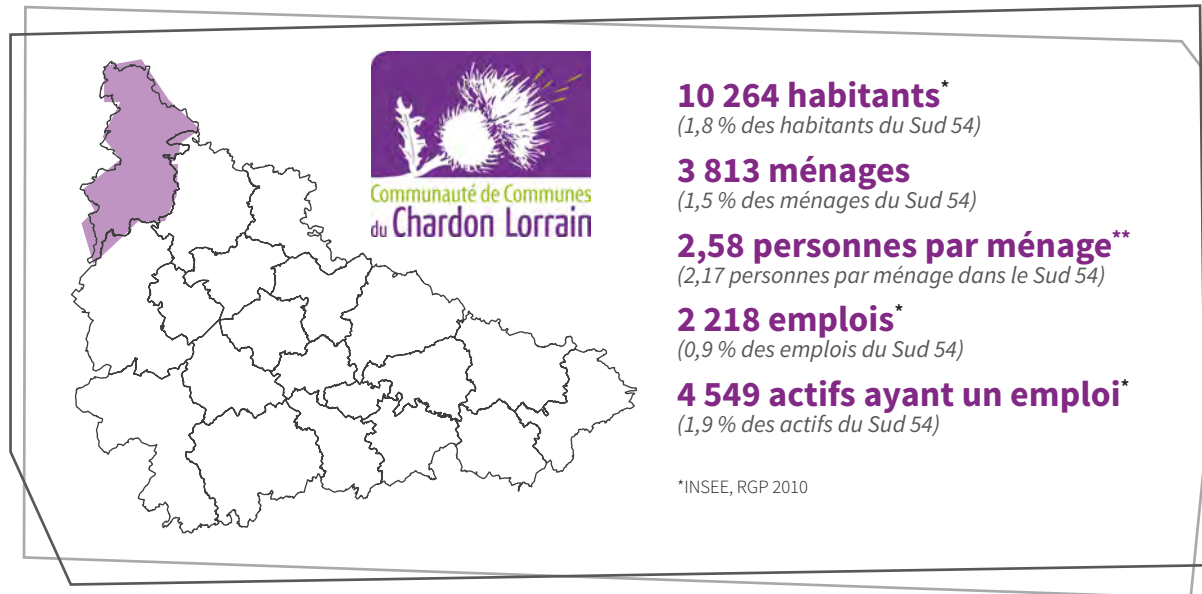 Communauté de Communes
du Chardon Lorrain
10 264 habitants*
(1,8 % des habitants du Sud 54)
3 813 ménages
(1,5 % des ménages du Sud 54)
2,58 personnes par ménage**
(2,17 personnes par ménage dans le Sud 54)
2 218 emplois*
(0,9 % des emplois du Sud 54)
4 549 actifs ayant un emploi*
(1,9 % des actifs du Sud 54)
*INSEE, RGP 2010